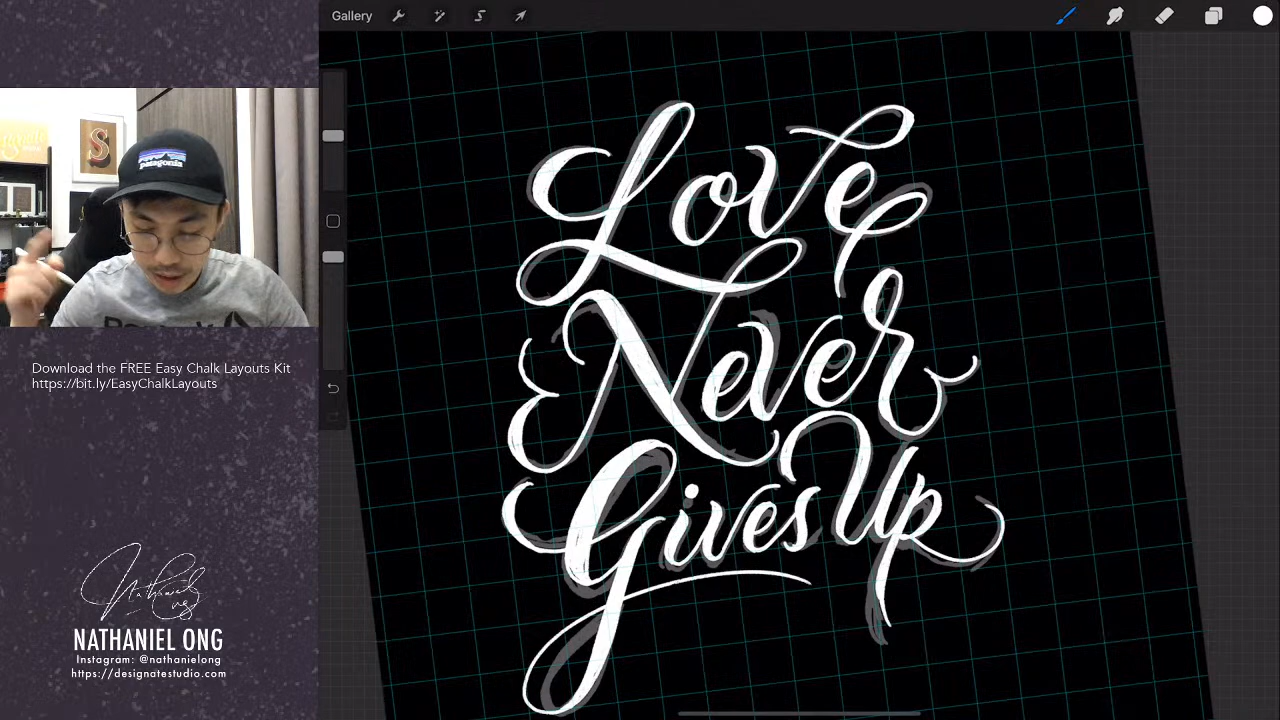 Gallery
Love
Never
Gives Up
patagonia
Download the FREE Easy Chalk Layouts Kit
https://bit.ly/EasyChalkLayouts
NATHANIEL ONG
Instagram: @nathanielong
https://designatestudio.com